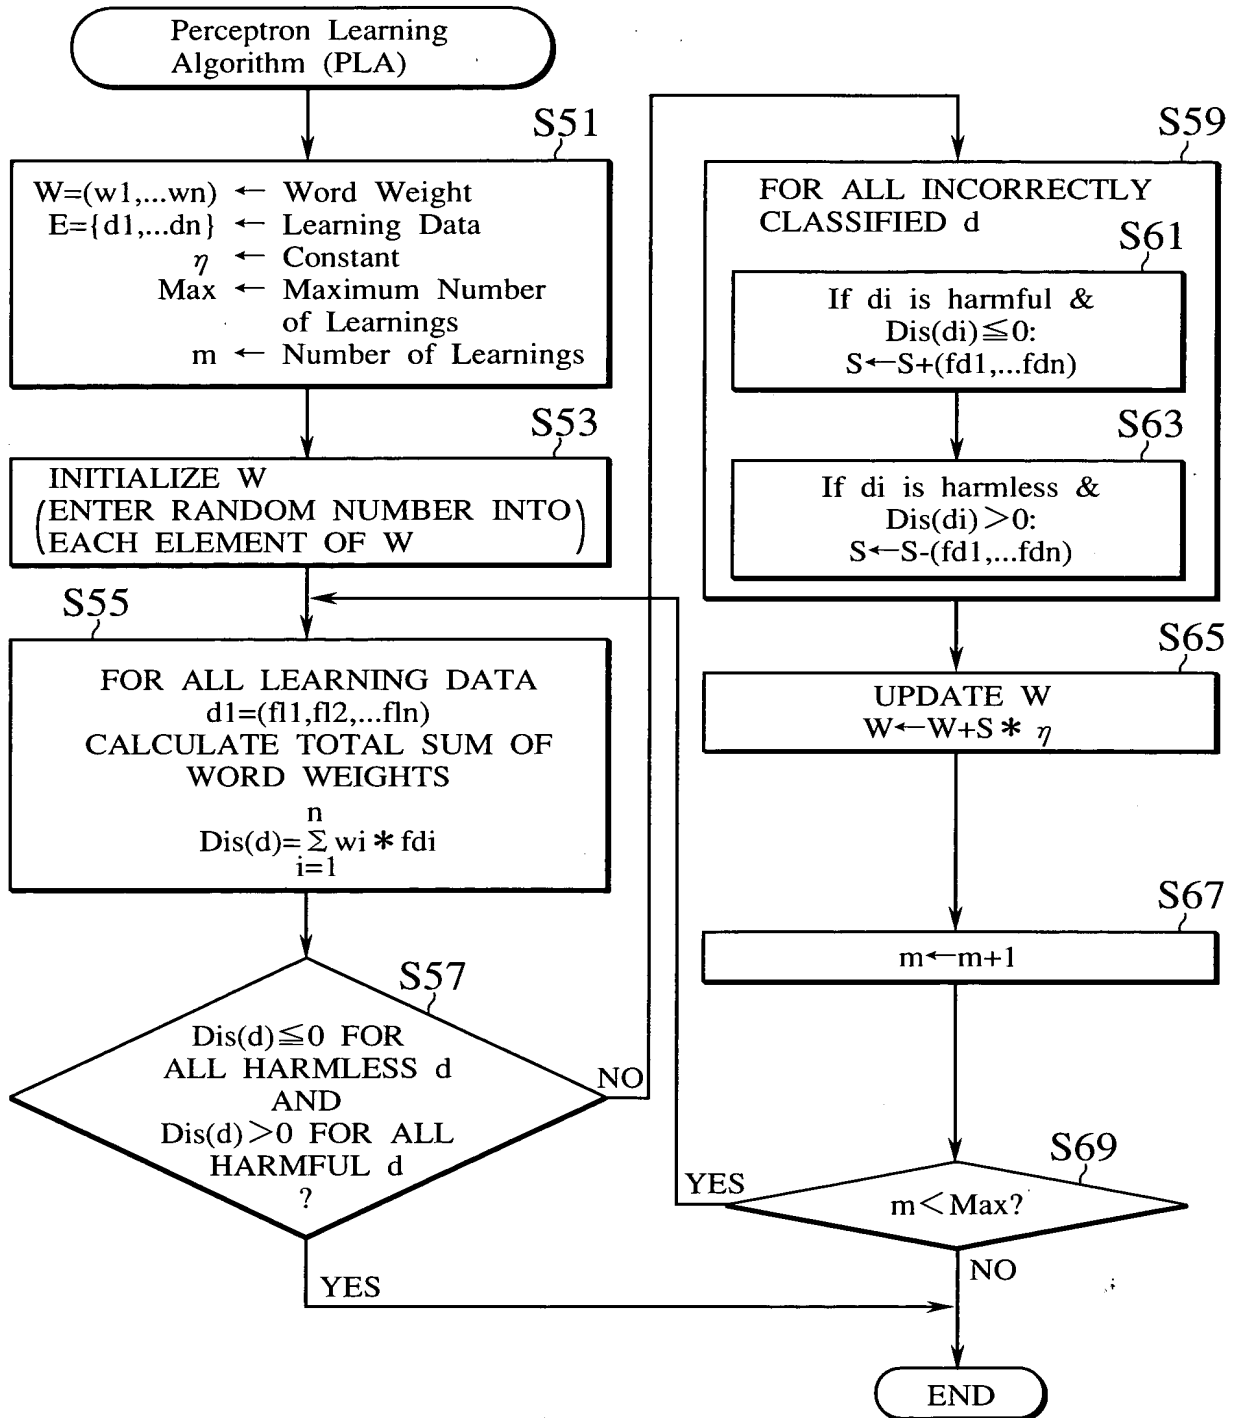 Perceptron Learning
Algorithm (PLA)
S51
W=(w1,...wn) ← Word Weight
E={d1,...dn} ← Learning Data
η ← Constant
Max ← Maximum Number
of Learnings
m ← Number of Learnings
S53
INITIALIZE W
(ENTER RANDOM NUMBER INTO
EACH ELEMENT OF W)
S55
FOR ALL LEARNING DATA
d1=(fl1,fl2,...fln)
CALCULATE TOTAL SUM OF
WORD WEIGHTS
n
Dis(d)=Σ wi * fdi
i=1
S57
Dis(d)≦0 FOR
ALL HARMLESS d
AND
Dis(d)>0 FOR ALL
HARMFUL d
?
NO
YES
S59
FOR ALL INCORRECTLY
CLASSIFIED d
S61
If di is harmful &
Dis(di)≦0:
S←S+(fd1,...fdn)
S63
If di is harmless &
Dis(di)>0:
S←S-(fd1,...fdn)
S65
UPDATE W
W←W+S * η
S67
m←m+1
S69
m<Max?
YES
NO
END